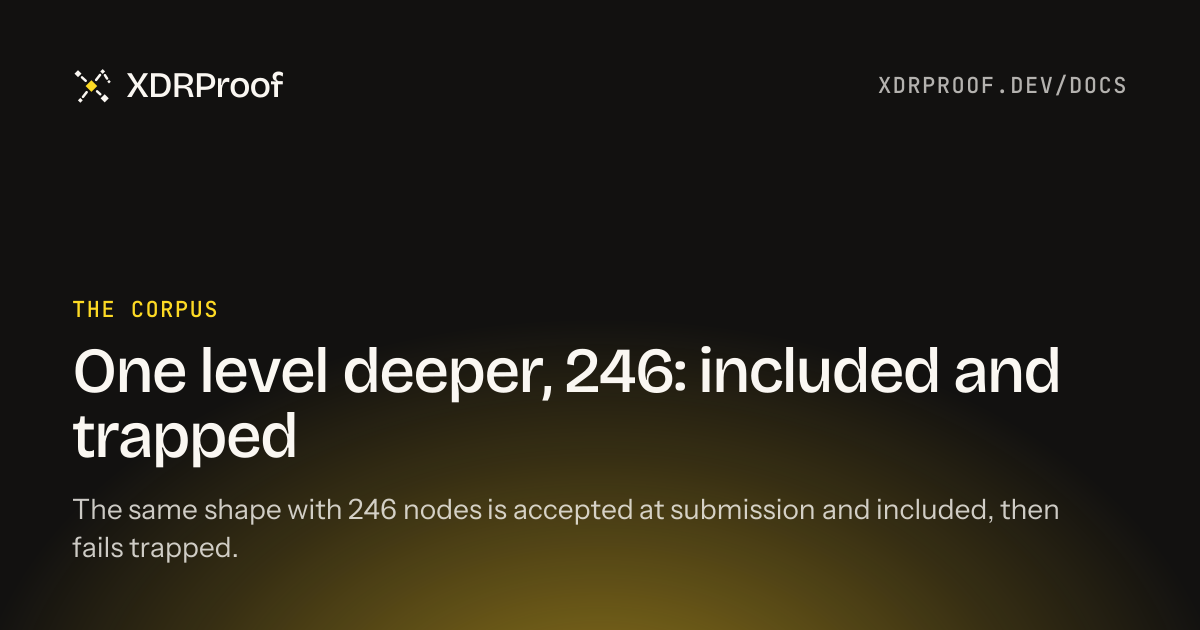 XDRProof
XDRPROOF.DEV/DOCS
THE CORPUS
One level deeper, 246: included and
trapped
The same shape with 246 nodes is accepted at submission and included, then
fails trapped.